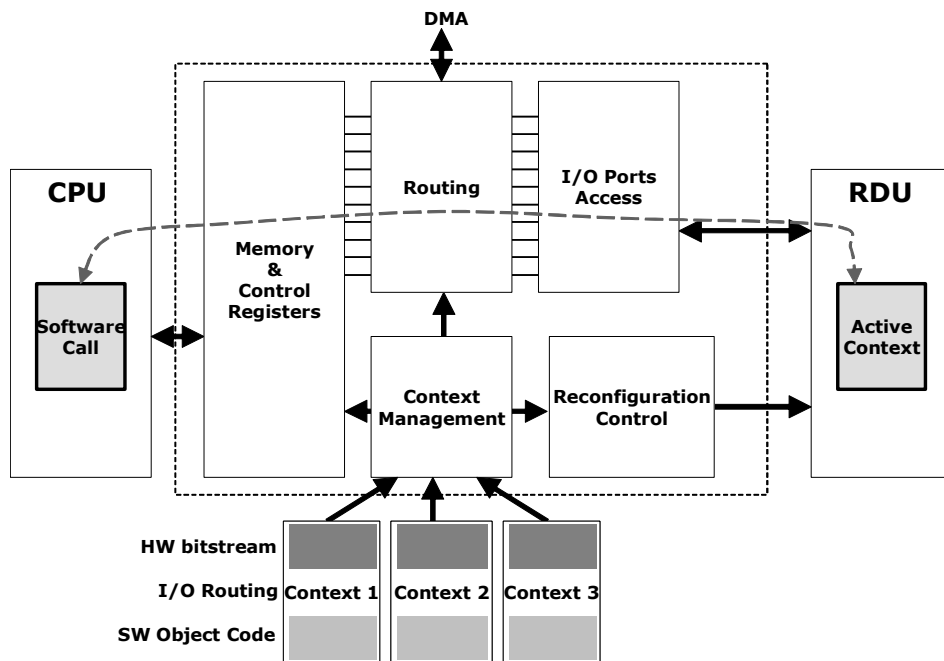 DMA
CPU
Routing
I/O Ports
Access
RDU
Memory
&
Control
Registers
Software
Call
Active
Context
Context
Management
Reconfiguration
Control
HW bitstream
I/O Routing
Context 1
Context 2
Context 3
SW Object Code